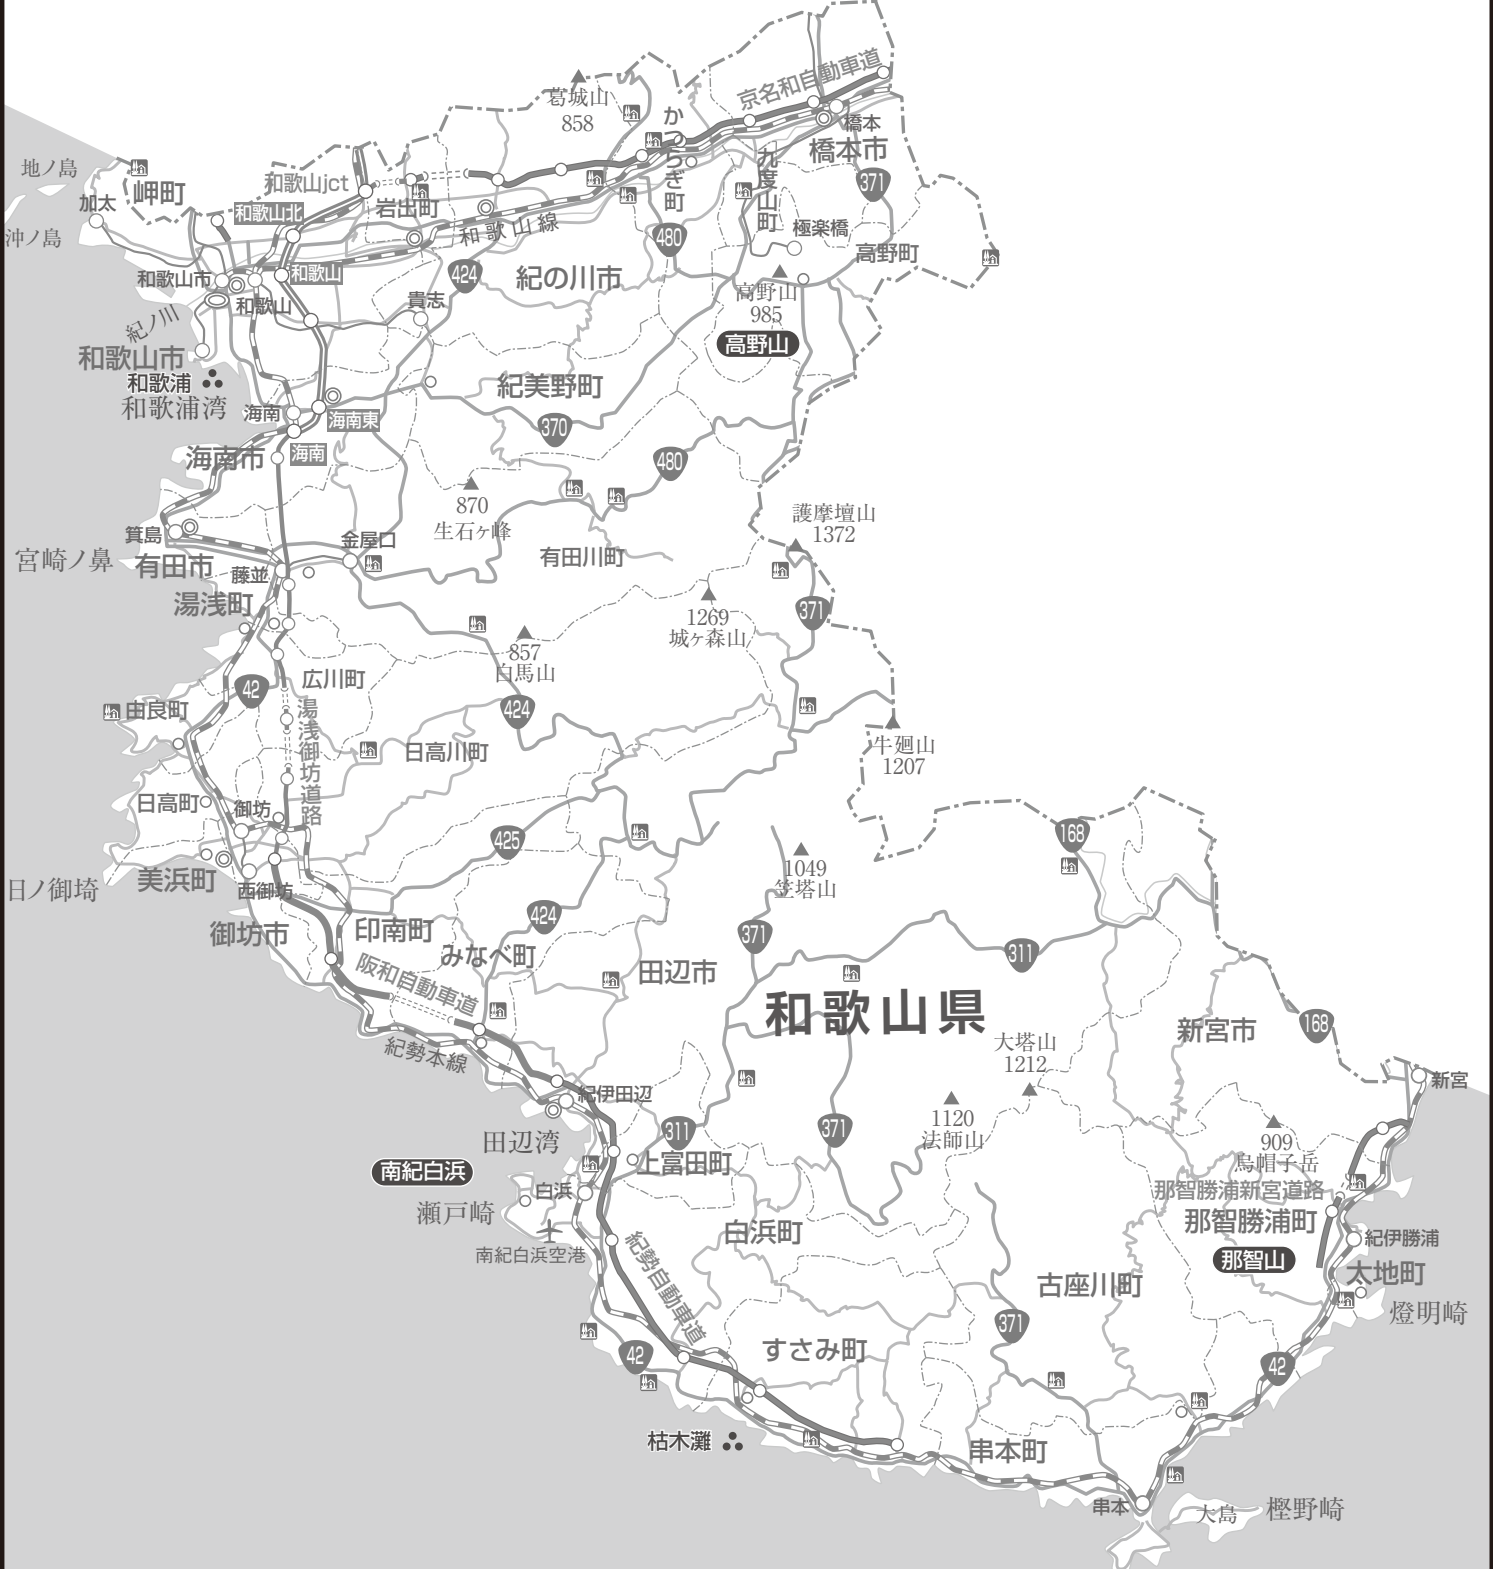 京名和自動車道
葛城山
858
かつらぎ町
橋本
橋本市
九度山町
371
地ノ島
岬町
和歌山jct
加太
和歌山北
岩出町
和歌山線
480
極楽橋
高野町
沖ノ島
和歌山市
和歌山
424
紀の川市
高野山
985
和歌山
貴志
紀ノ川
高野山
和歌山市
和歌浦
和歌浦湾
紀美野町
海南
海南東
370
海南市
海南
480
870
生石ヶ峰
護摩壇山
1372
箕島
金屋口
宮崎ノ鼻
有田市
有田川町
藤並
湯浅町
1269
城ヶ森山
371
857
白馬山
広川町
42
由良町
湯浅御坊道路
424
日高川町
牛廻山
1207
日高町
御坊
425
168
1049
笠塔山
日ノ御埼
美浜町
西御坊
御坊市
印南町
424
371
みなべ町
311
阪和自動車道
田辺市
和歌山県
新宮市
168
紀勢本線
大塔山
1212
新宮
紀伊田辺
1120
法師山
田辺湾
311
371
909
烏帽子岳
南紀白浜
上富田町
白浜
那智勝浦新宮道路
瀬戸崎
那智勝浦町
白浜町
紀伊勝浦
南紀白浜空港
紀勢自動車道
那智山
太地町
古座川町
燈明崎
371
すさみ町
42
42
枯木灘
串本町
串本
大島
樫野崎